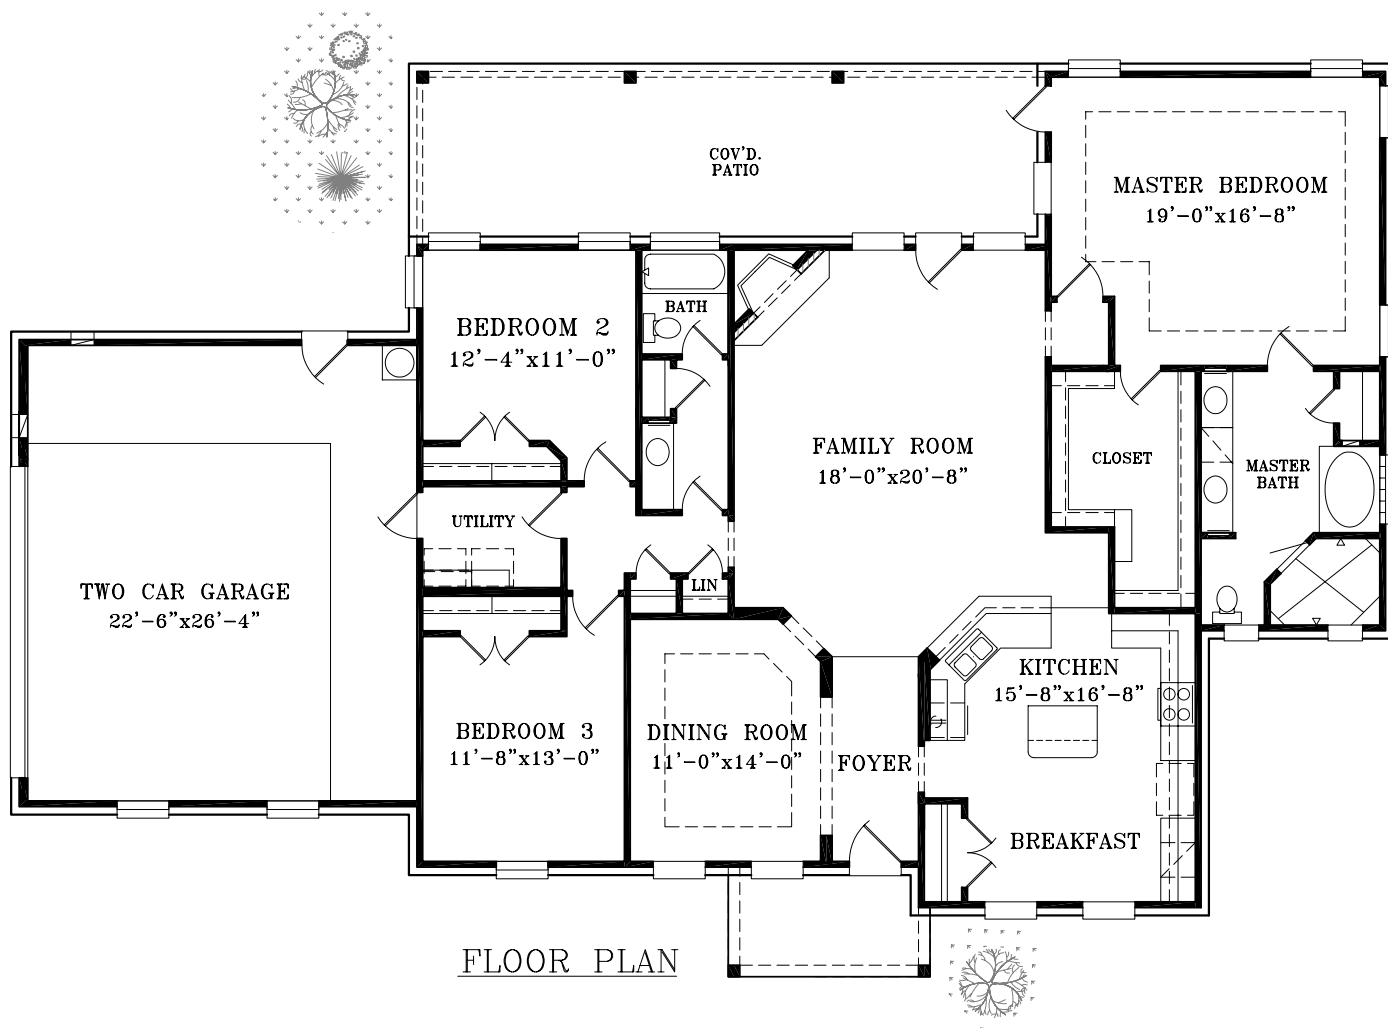 COV'D.
PATIO
MASTER BEDROOM
19'-0"x16'-8"
BATH
BEDROOM 2
12'-4"x11'-0"
FAMILY ROOM
18'-0"x20'-8"
CLOSET
MASTER
BATH
UTILITY
TWO CAR GARAGE
22'-6"x26'-4"
LIN
KITCHEN
15'-8"x16'-8"
BEDROOM 3
11'-8"x13'-0"
DINING ROOM
11'-0"x14'-0"
FOYER
BREAKFAST
FLOOR PLAN